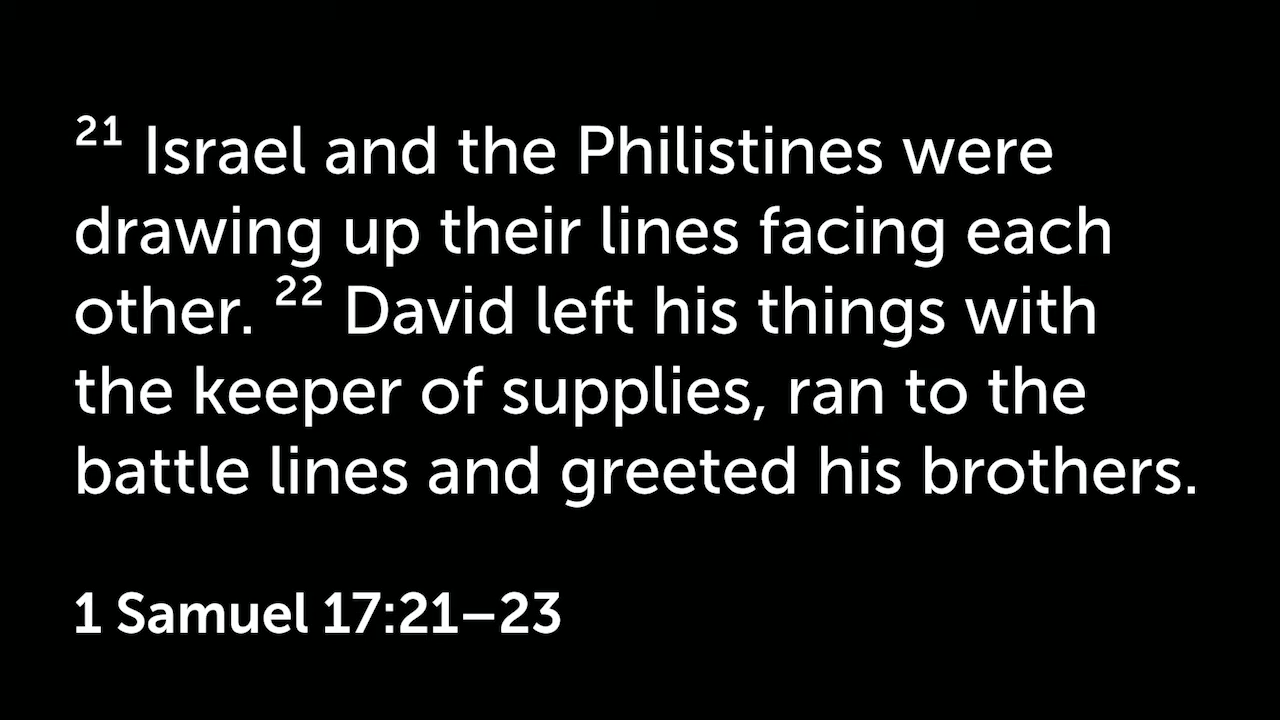 21 Israel and the Philistines were
drawing up their lines facing each
other. 22 David left his things with
the keeper of supplies, ran to the
battle lines and greeted his brothers.
1 Samuel 17:21–23